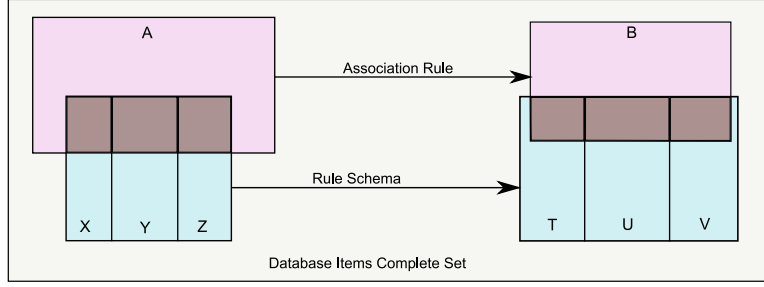 A
B
Association Rule
Rule Schema
X Y Z
T U V
Database Items Complete Set